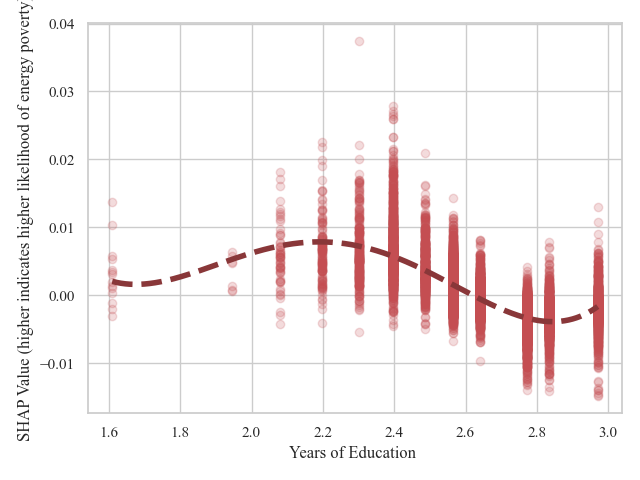 0.04
0.03
0.02
0.01
0.00
−0.01
SHAP Value (higher indicates higher likelihood of energy poverty)
1.6 1.8 2.0 2.2 2.4 2.6 2.8 3.0
Years of Education